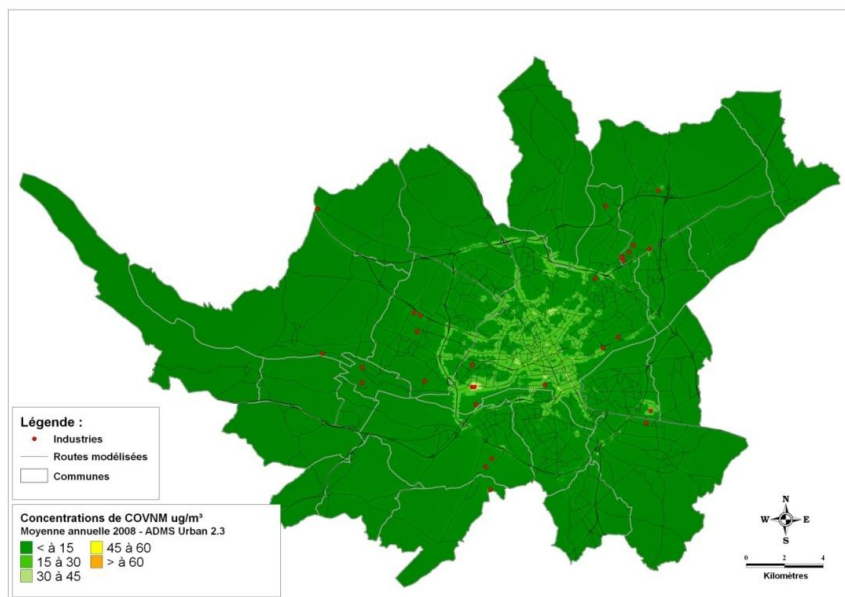 N
W E
S
0 2 4
Kilomètres
Légende :
Industries
Routes modélisées
Communes
Concentrations de COVNM ug/m³
Moyenne annuelle 2008 - ADMS Urban 2.3
< à 15 45 à 60
15 à 30 > à 60
30 à 45